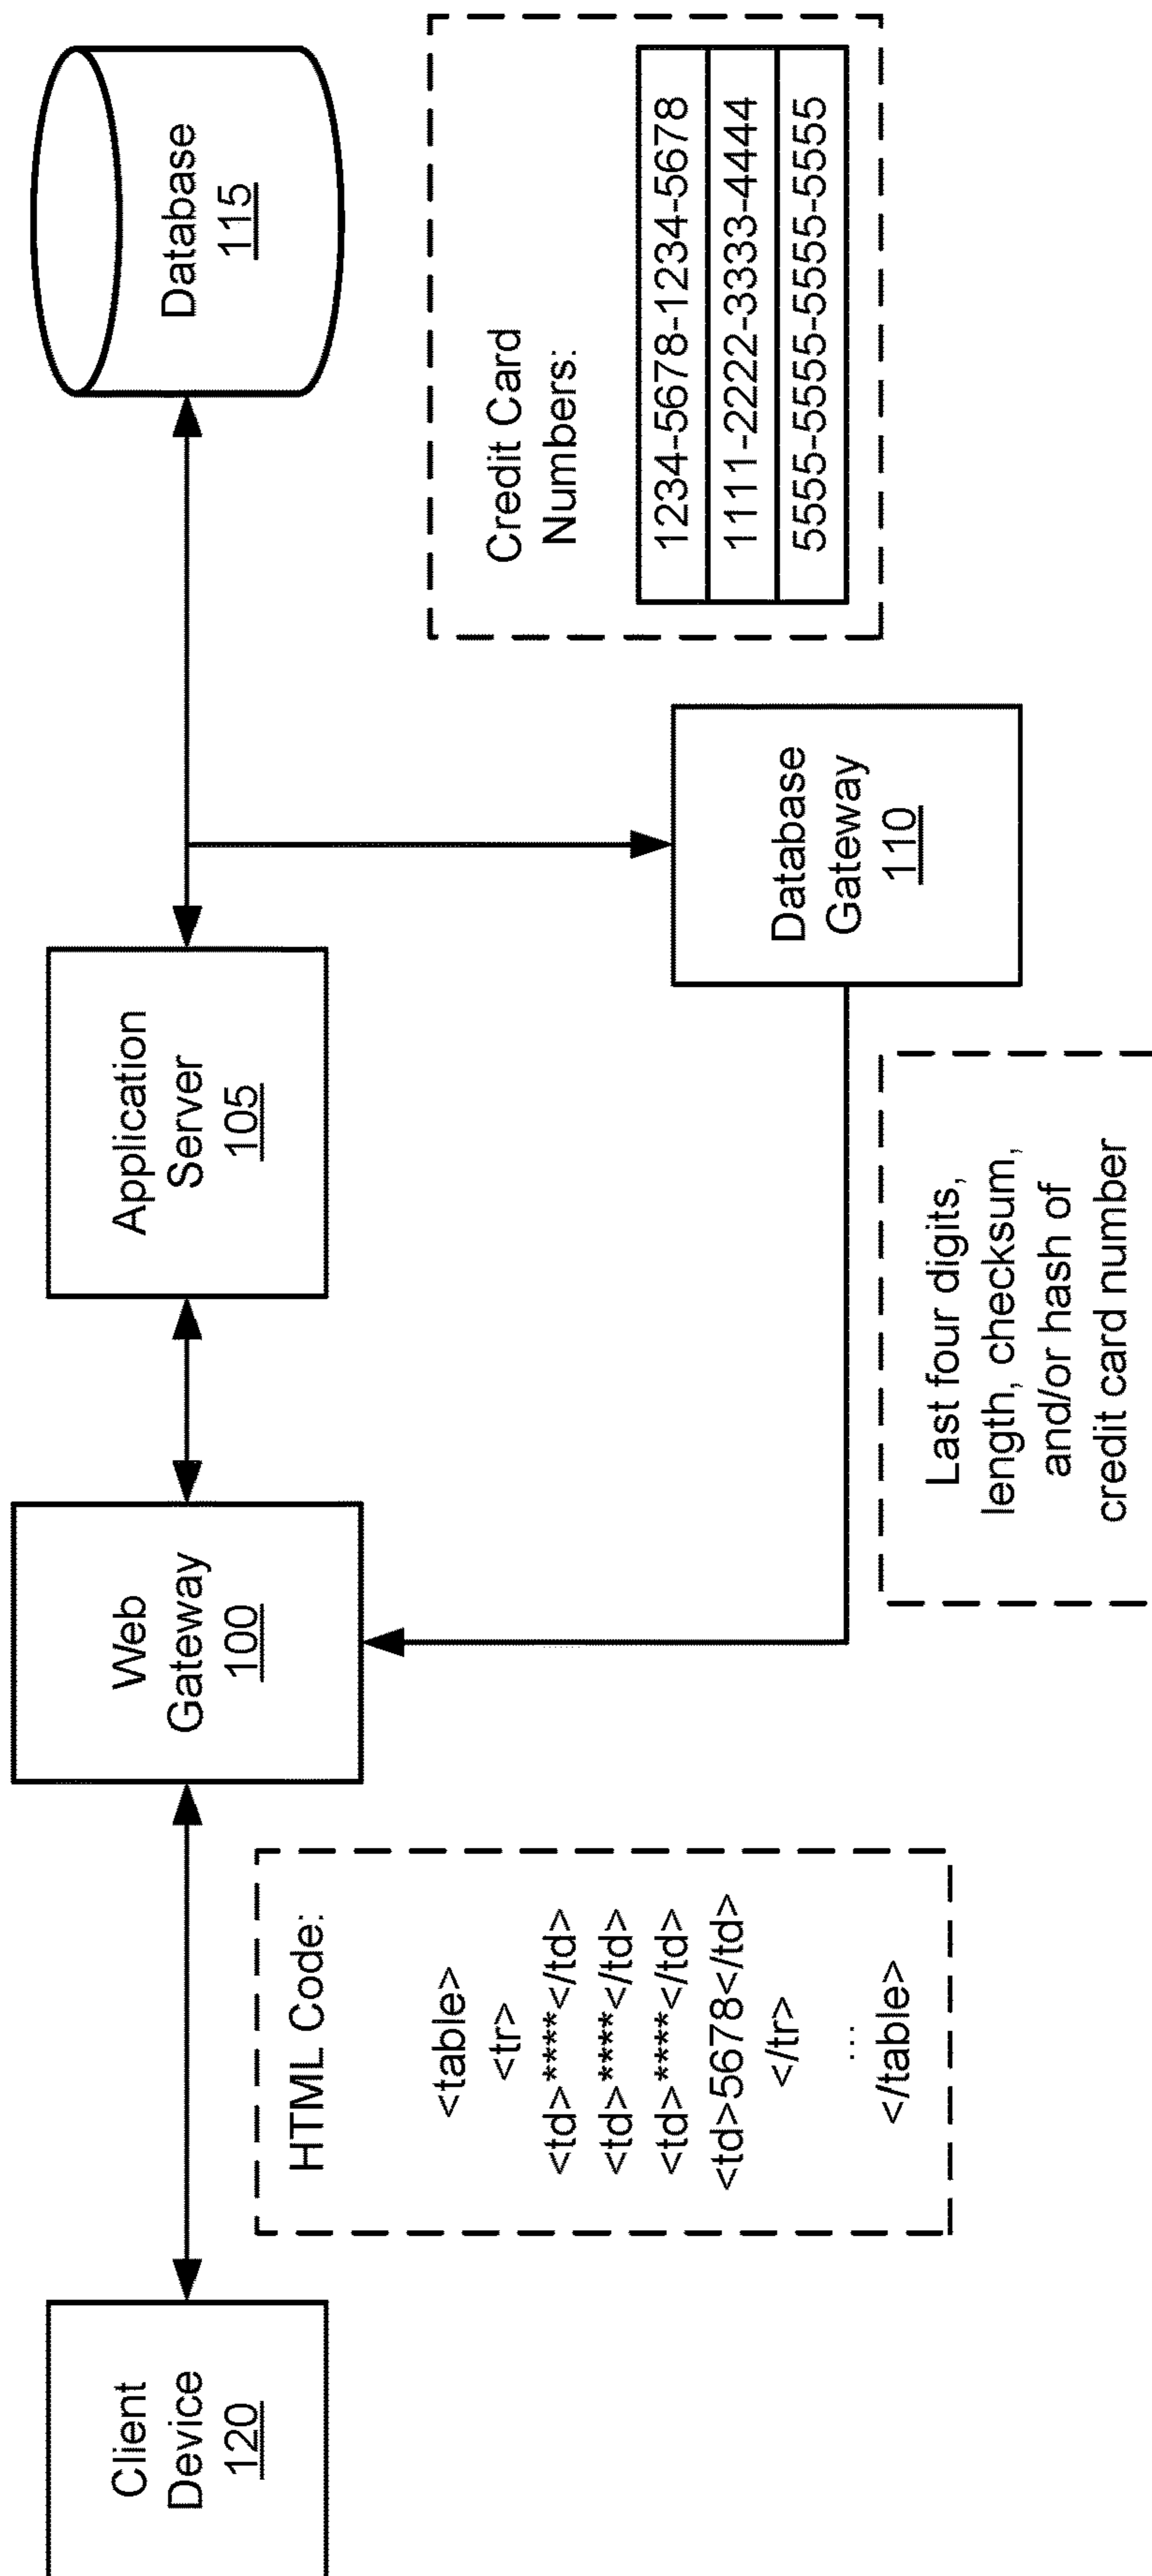 Client
Device
120
Web
Gateway
100
Application
Server
105
Database
115
HTML Code:
<table>
<tr>
<td>****</td>
<td>****</td>
<td>****</td>
<td>5678</td>
</tr>
...
</table>
Last four digits,
length, checksum,
and/or hash of
credit card number
Database
Gateway
110
Credit Card
Numbers:
1234-5678-1234-5678
1111-2222-3333-4444
5555-5555-5555-5555